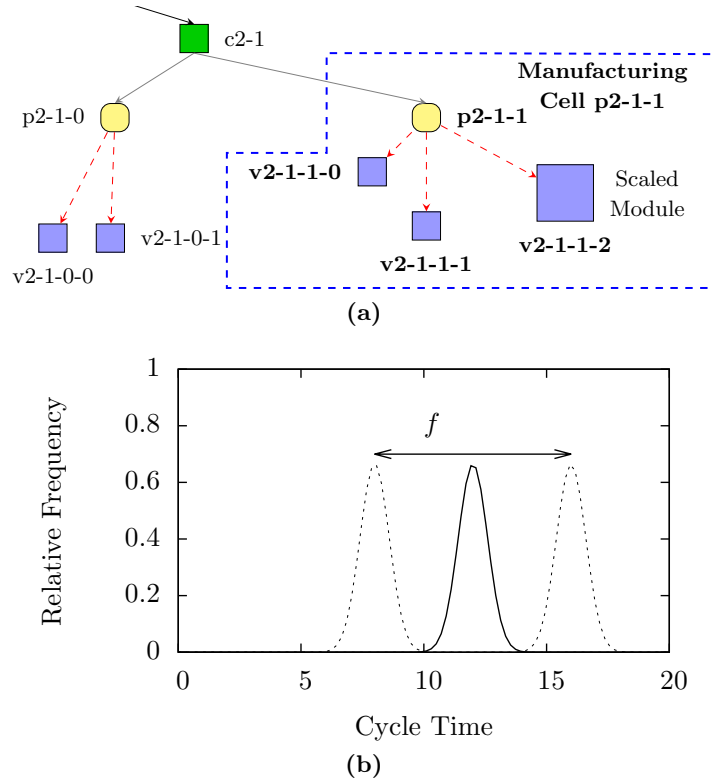 c2-1
Manufacturing
Cell p2-1-1
p2-1-0
p2-1-1
v2-1-1-0
Scaled
Module
v2-1-0-1
v2-1-1-2
v2-1-1-1
v2-1-0-0
(a)
1
0.8
0.6
0.4
0.2
0
Relative Frequency
f
0 5 10 15 20
Cycle Time
(b)